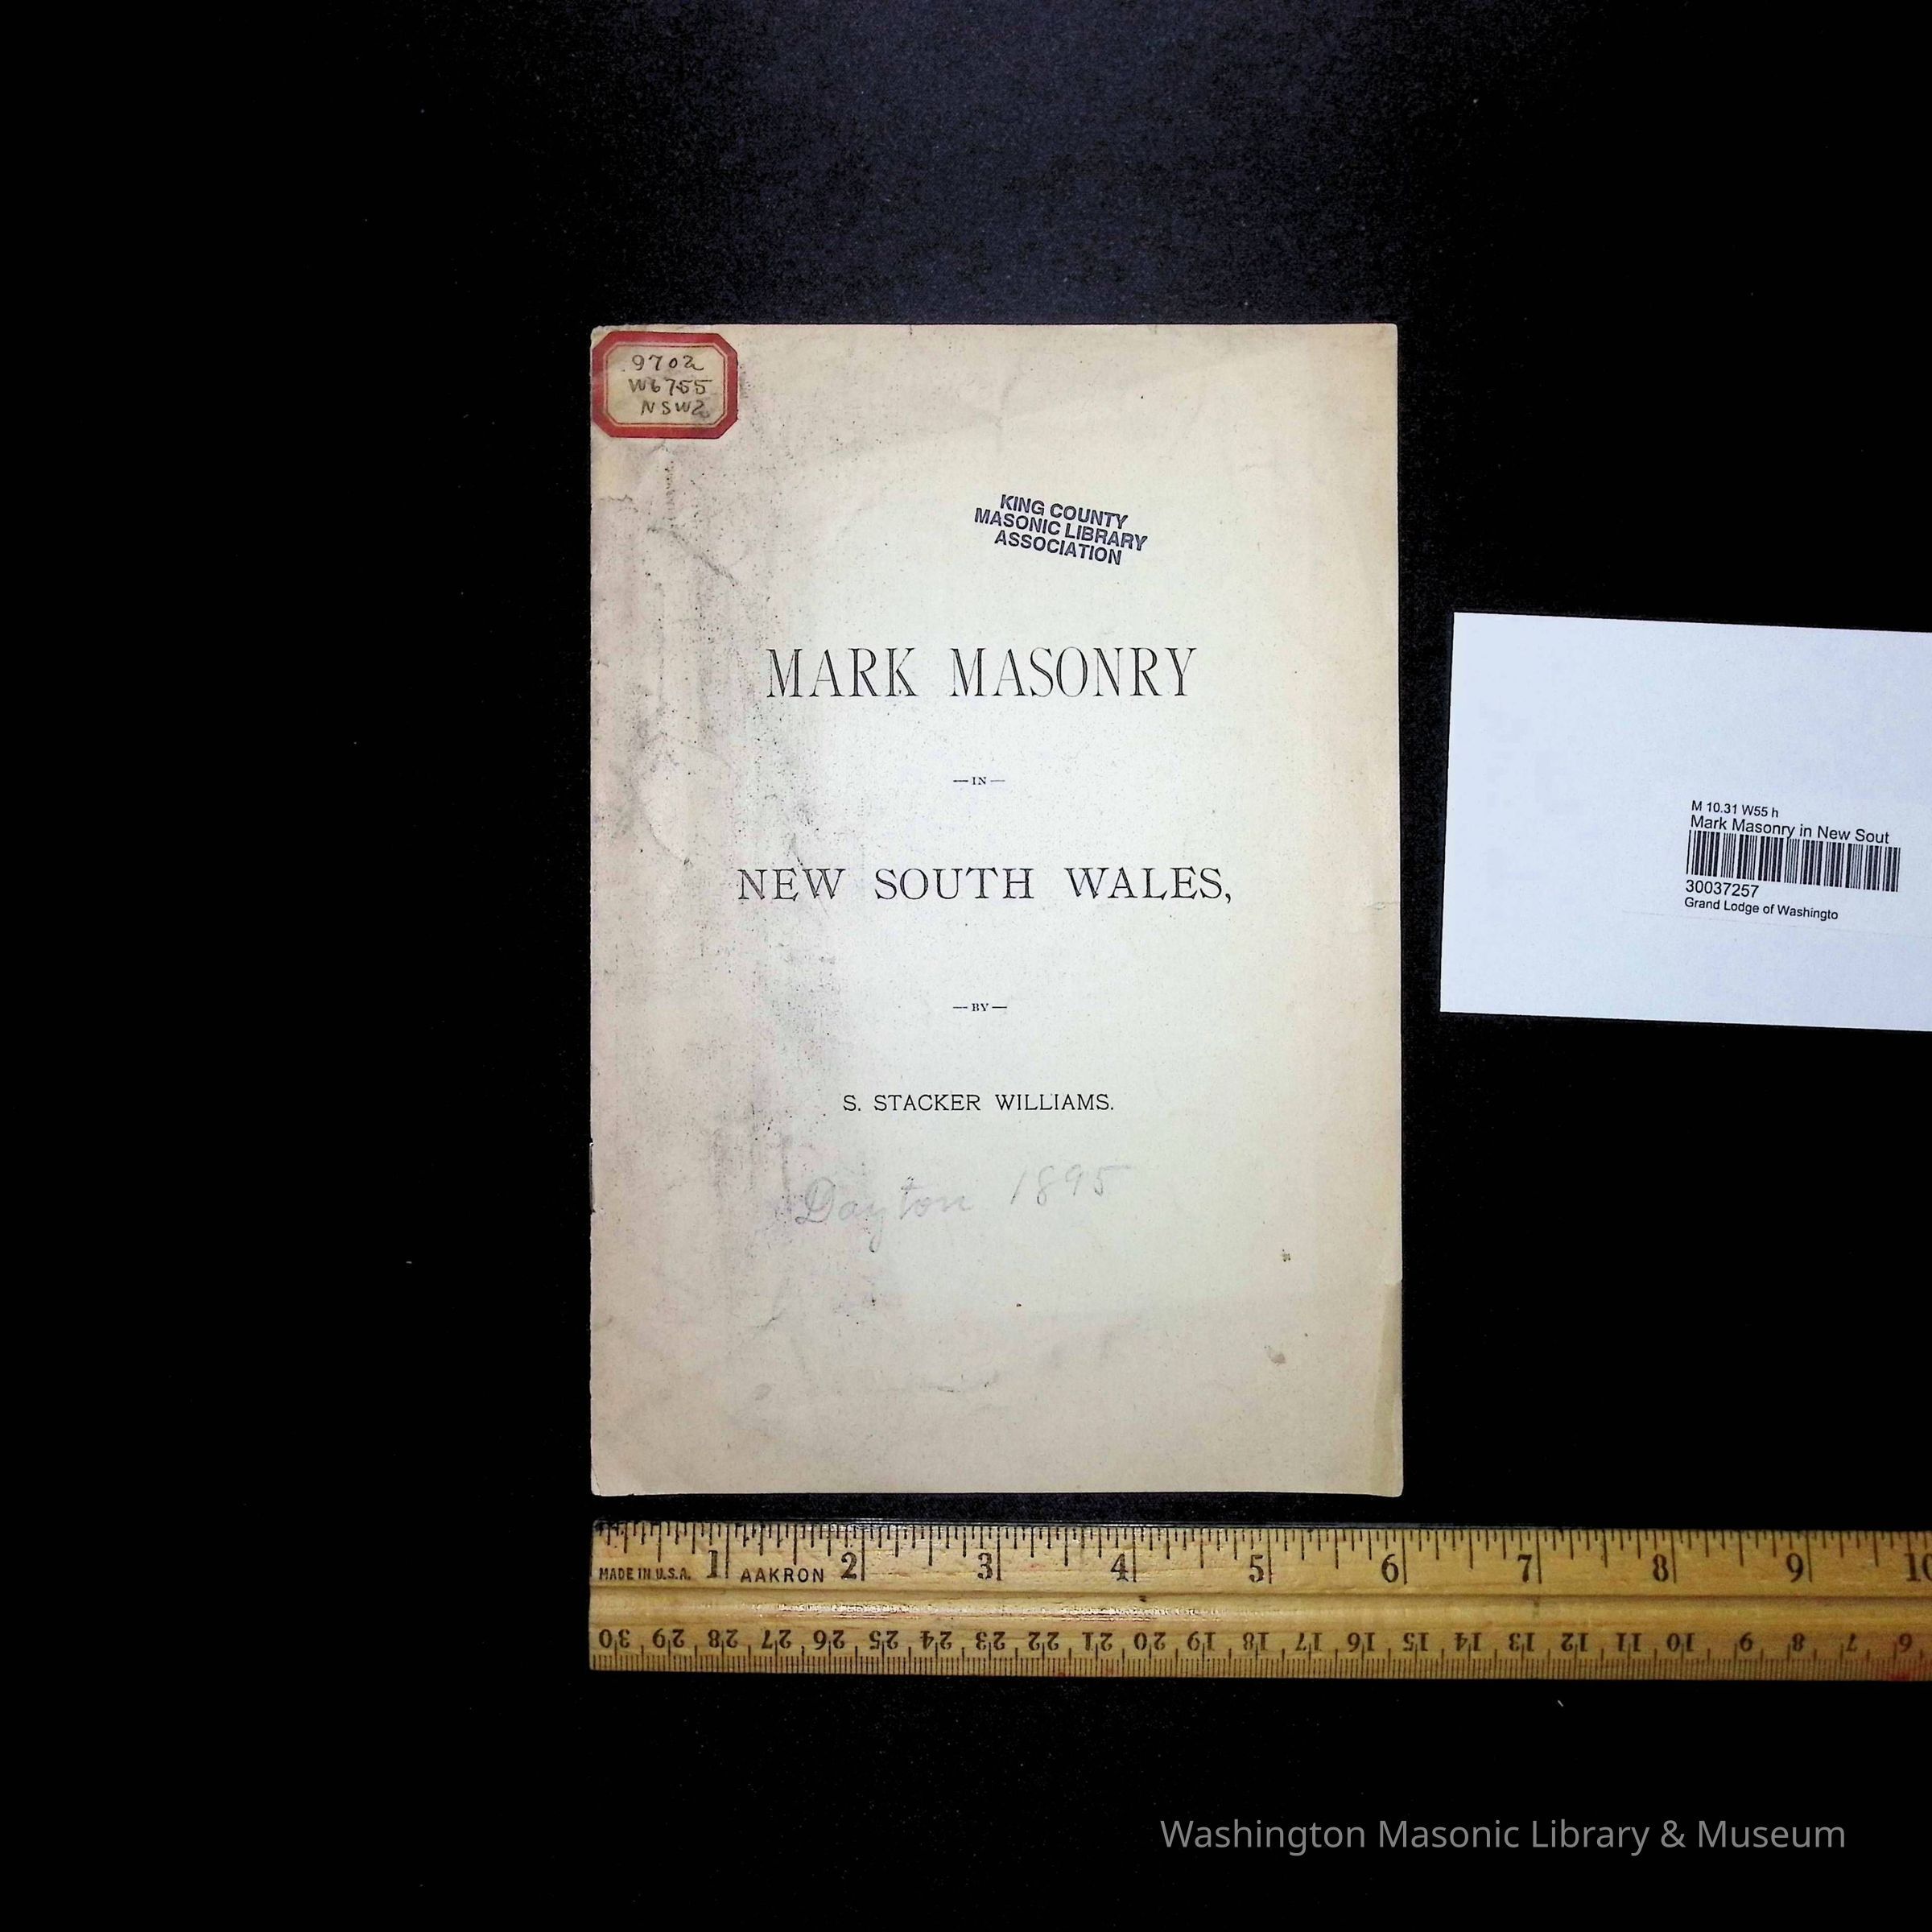 9702
W6755
NSW2
KING COUNTY
MASONIC LIBRARY
ASSOCIATION
MARK MASONRY
—IN—
NEW SOUTH WALES,
—BY—
S. STACKER WILLIAMS.
Dayton 1895
M 10.31 W55 h
Mark Masonry in New Sout
30037257
Grand Lodge of Washingto
1 2 3 4 5 6 7 8 9 10
MADE IN U.S.A. AAKRON
30 29 28 27 26 25 24 23 22 21 20 19 18 17 16 15 14 13 12 11 10 9 8 7 6
Washington Masonic Library & Museum